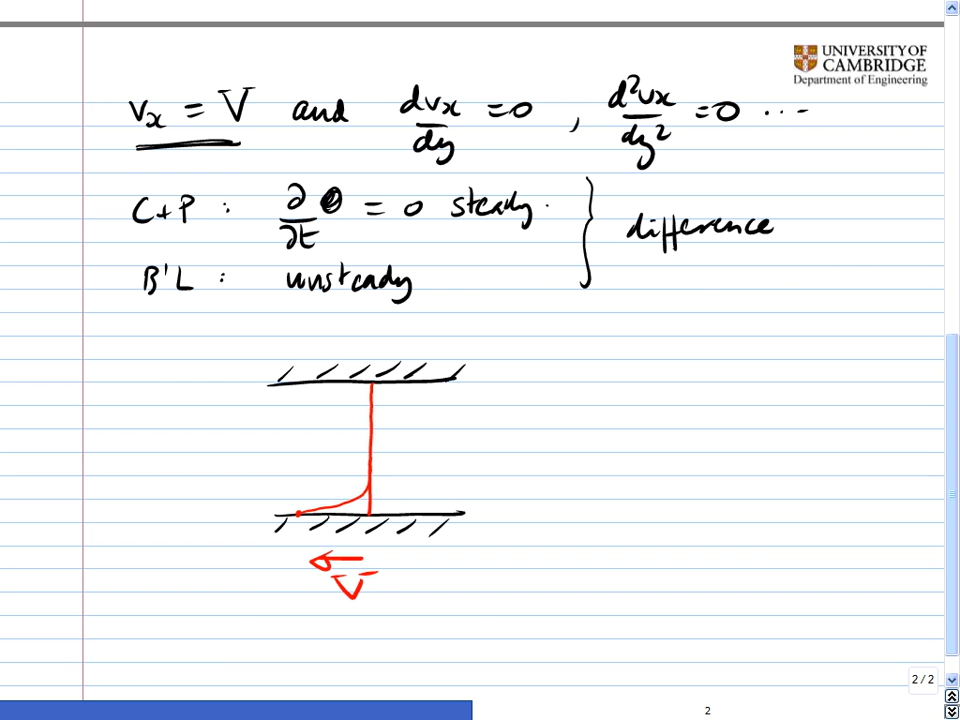 UNIVERSITY OF
CAMBRIDGE
Department of Engineering
vₓ = V and dvₓ/dy = 0 , d²vₓ/dy² = 0 ...
C+P : ∂/∂t = 0 steady.
difference
B'L : unsteady
V
2 / 2
2